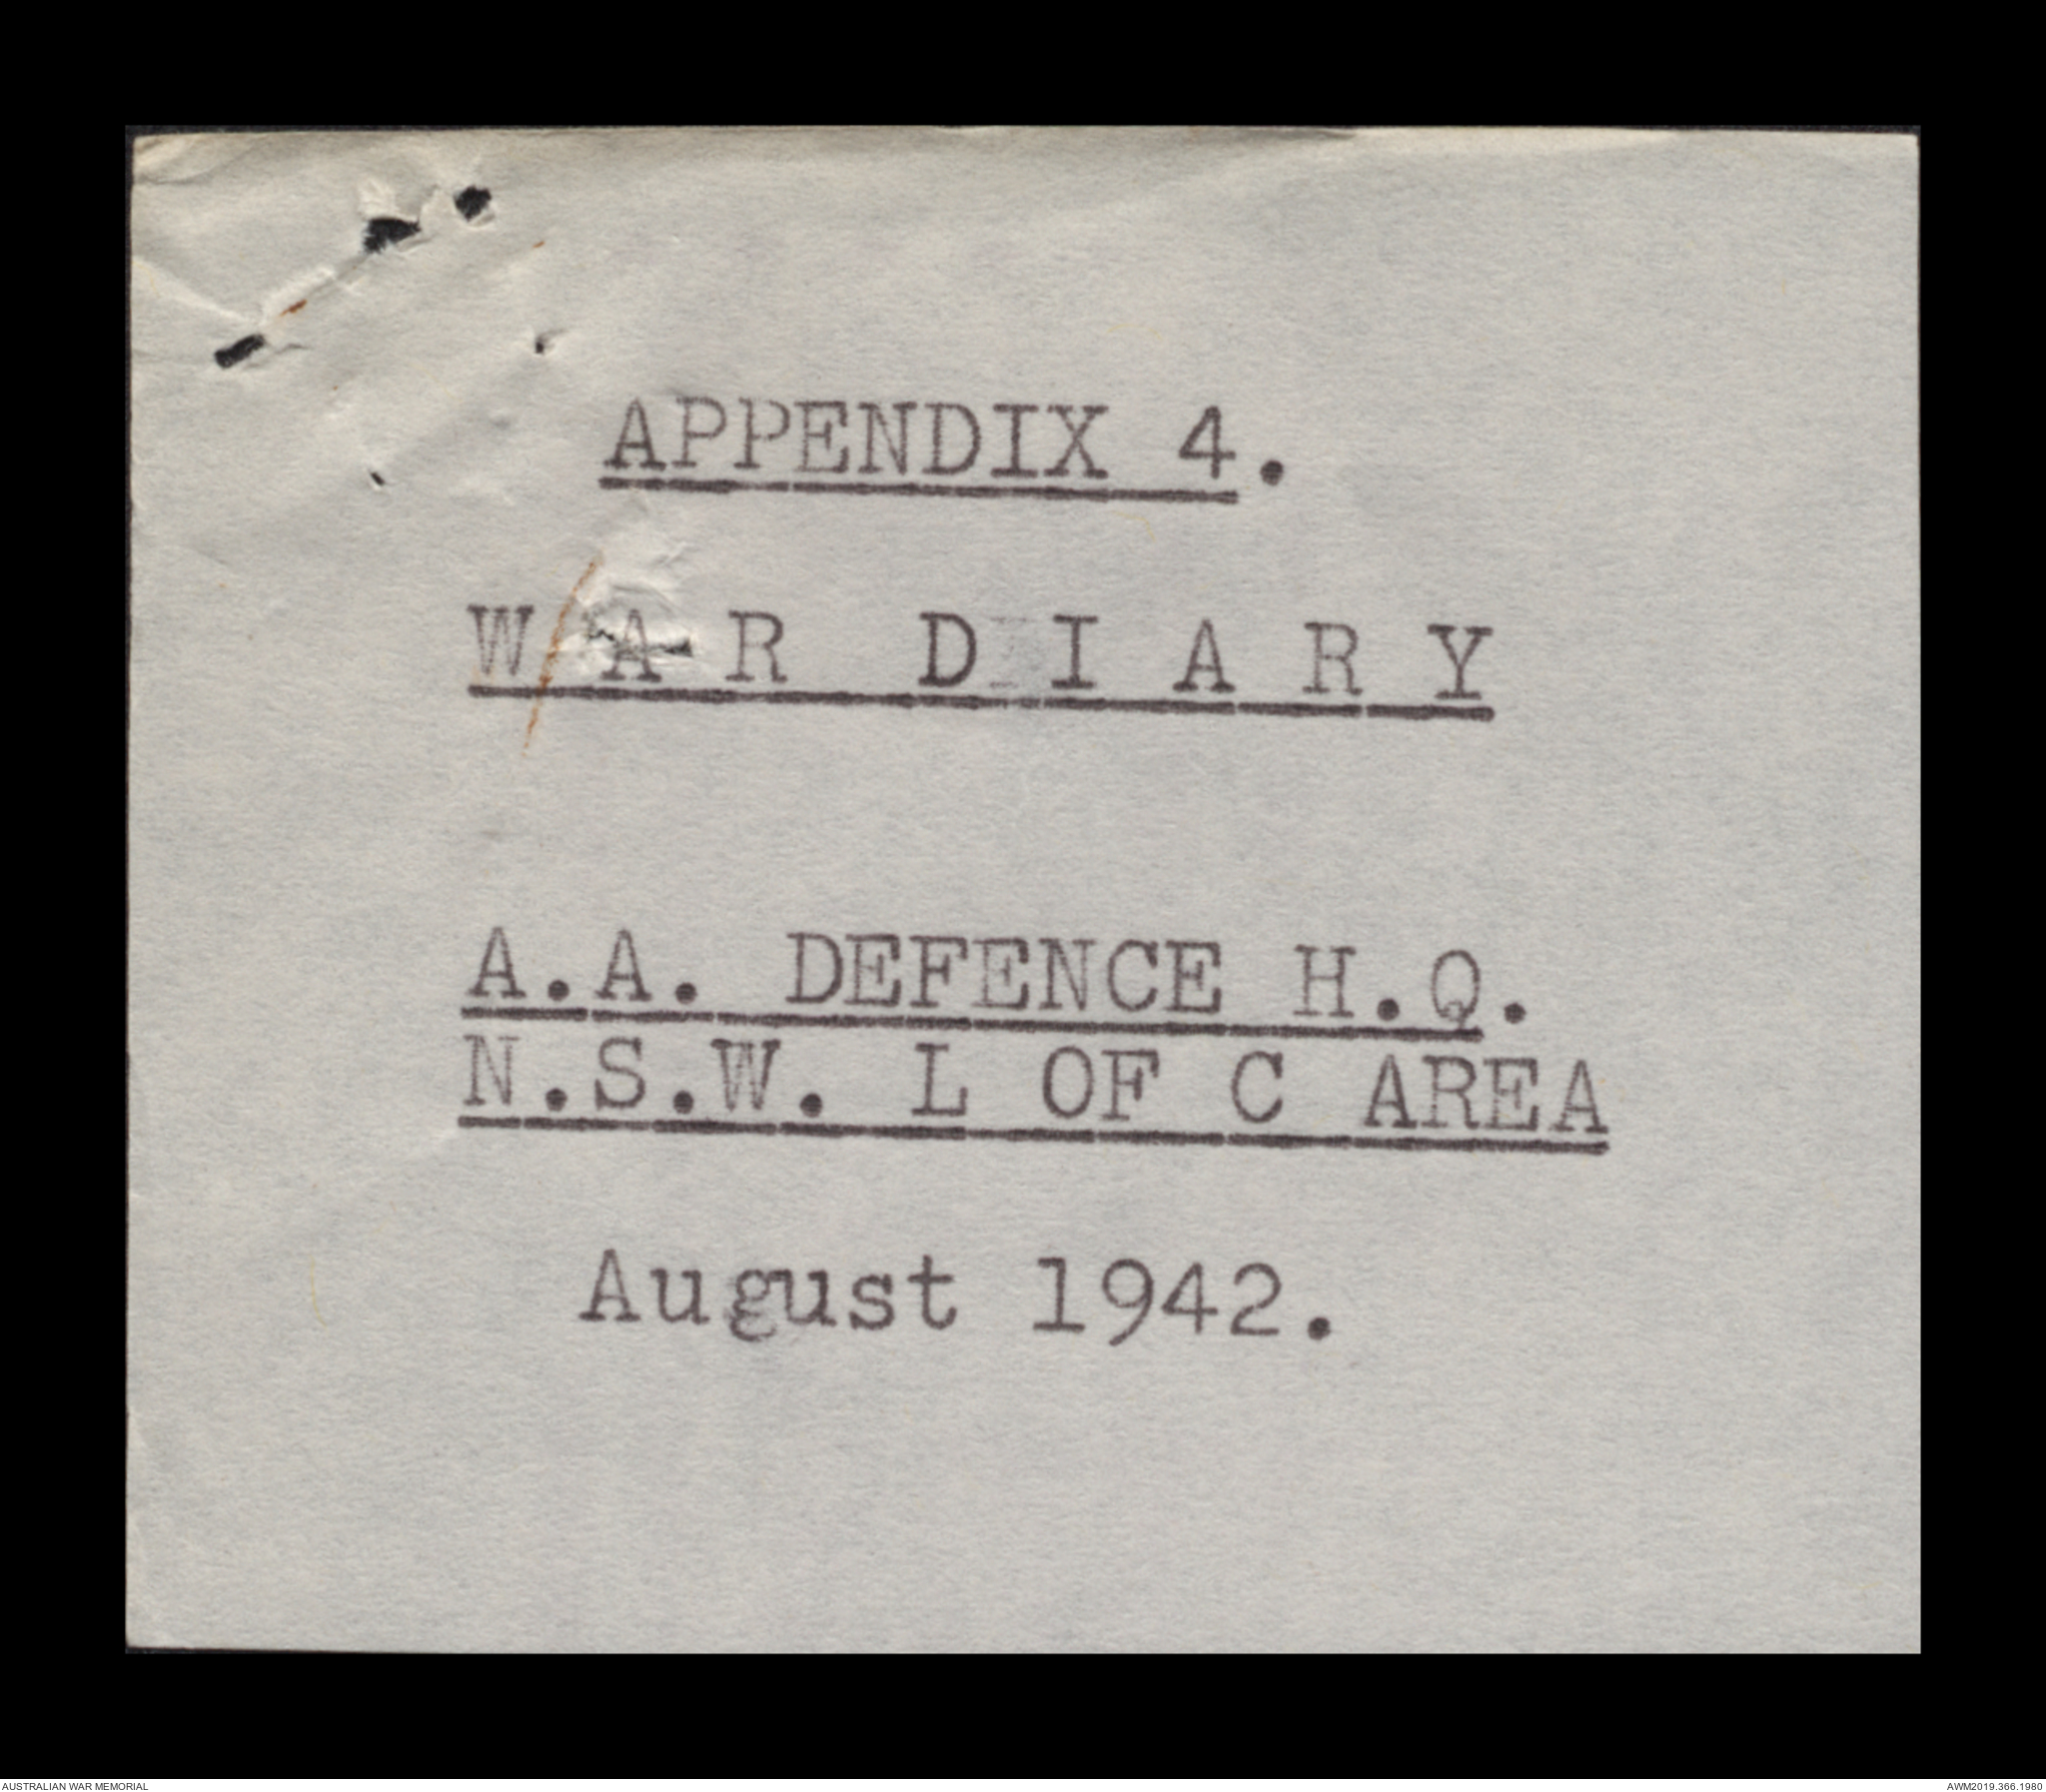 APPENDIX 4.
W A R D I A R Y
A.A. DEFENCE H.Q.
N.S.W. L OF C AREA
August 1942.
AUSTRALIAN WAR MEMORIAL
AWM2019.366.1980